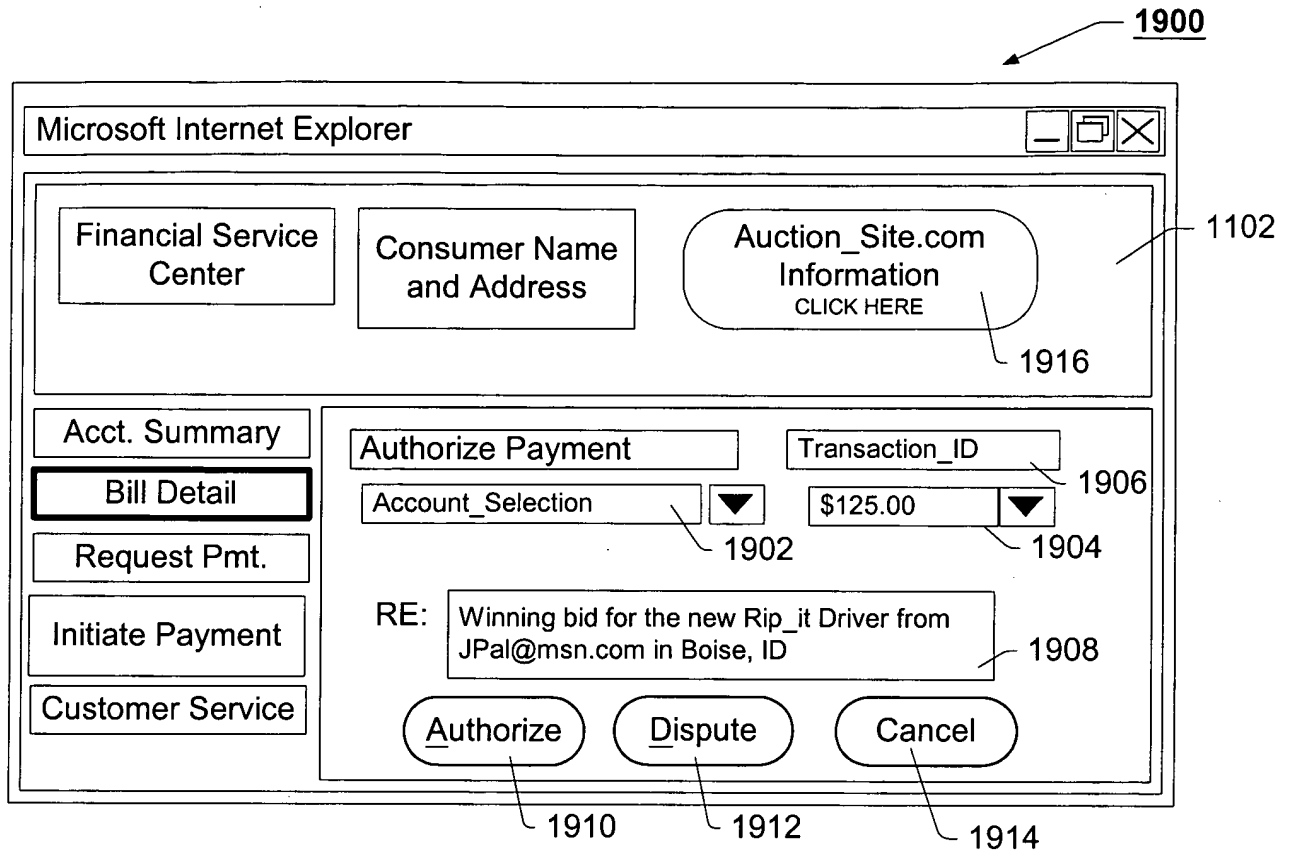 1900
Microsoft Internet Explorer
Financial Service
Center
Consumer Name
and Address
Auction_Site.com
Information
CLICK HERE
1102
1916
Acct. Summary
Bill Detail
Request Pmt.
Initiate Payment
Customer Service
Authorize Payment
Transaction_ID
1906
Account_Selection
1902
$125.00
1904
RE:
Winning bid for the new Rip_it Driver from
JPal@msn.com in Boise, ID
1908
Authorize
Dispute
Cancel
1910
1912
1914